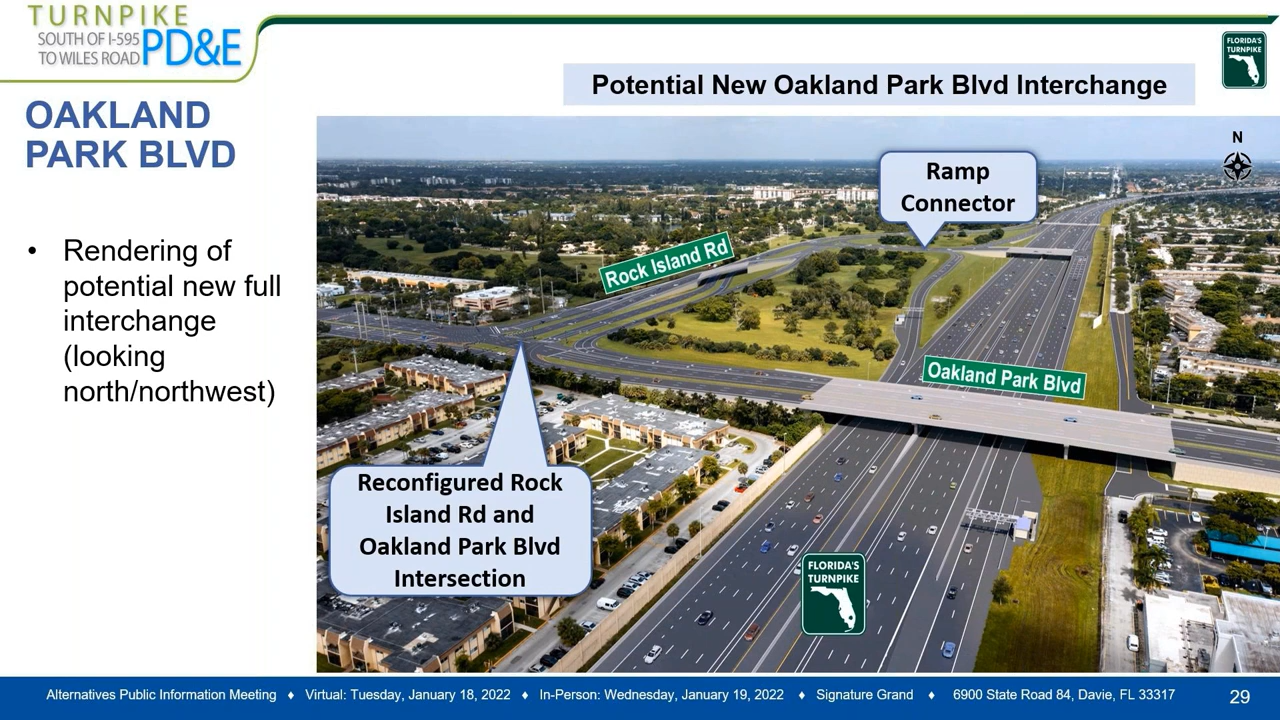 TURNPIKE
SOUTH OF I-595
TO WILES ROAD
PD&E
FLORIDA'S
TURNPIKE
Potential New Oakland Park Blvd Interchange
OAKLAND
PARK BLVD
• Rendering of
potential new full
interchange
(looking
north/northwest)
N
Ramp
Connector
Rock Island Rd
Oakland Park Blvd
Reconfigured Rock
Island Rd and
Oakland Park Blvd
Intersection
FLORIDA'S
TURNPIKE
Alternatives Public Information Meeting ♦ Virtual: Tuesday, January 18, 2022 ♦ In-Person: Wednesday, January 19, 2022 ♦ Signature Grand ♦ 6900 State Road 84, Davie, FL 33317
29